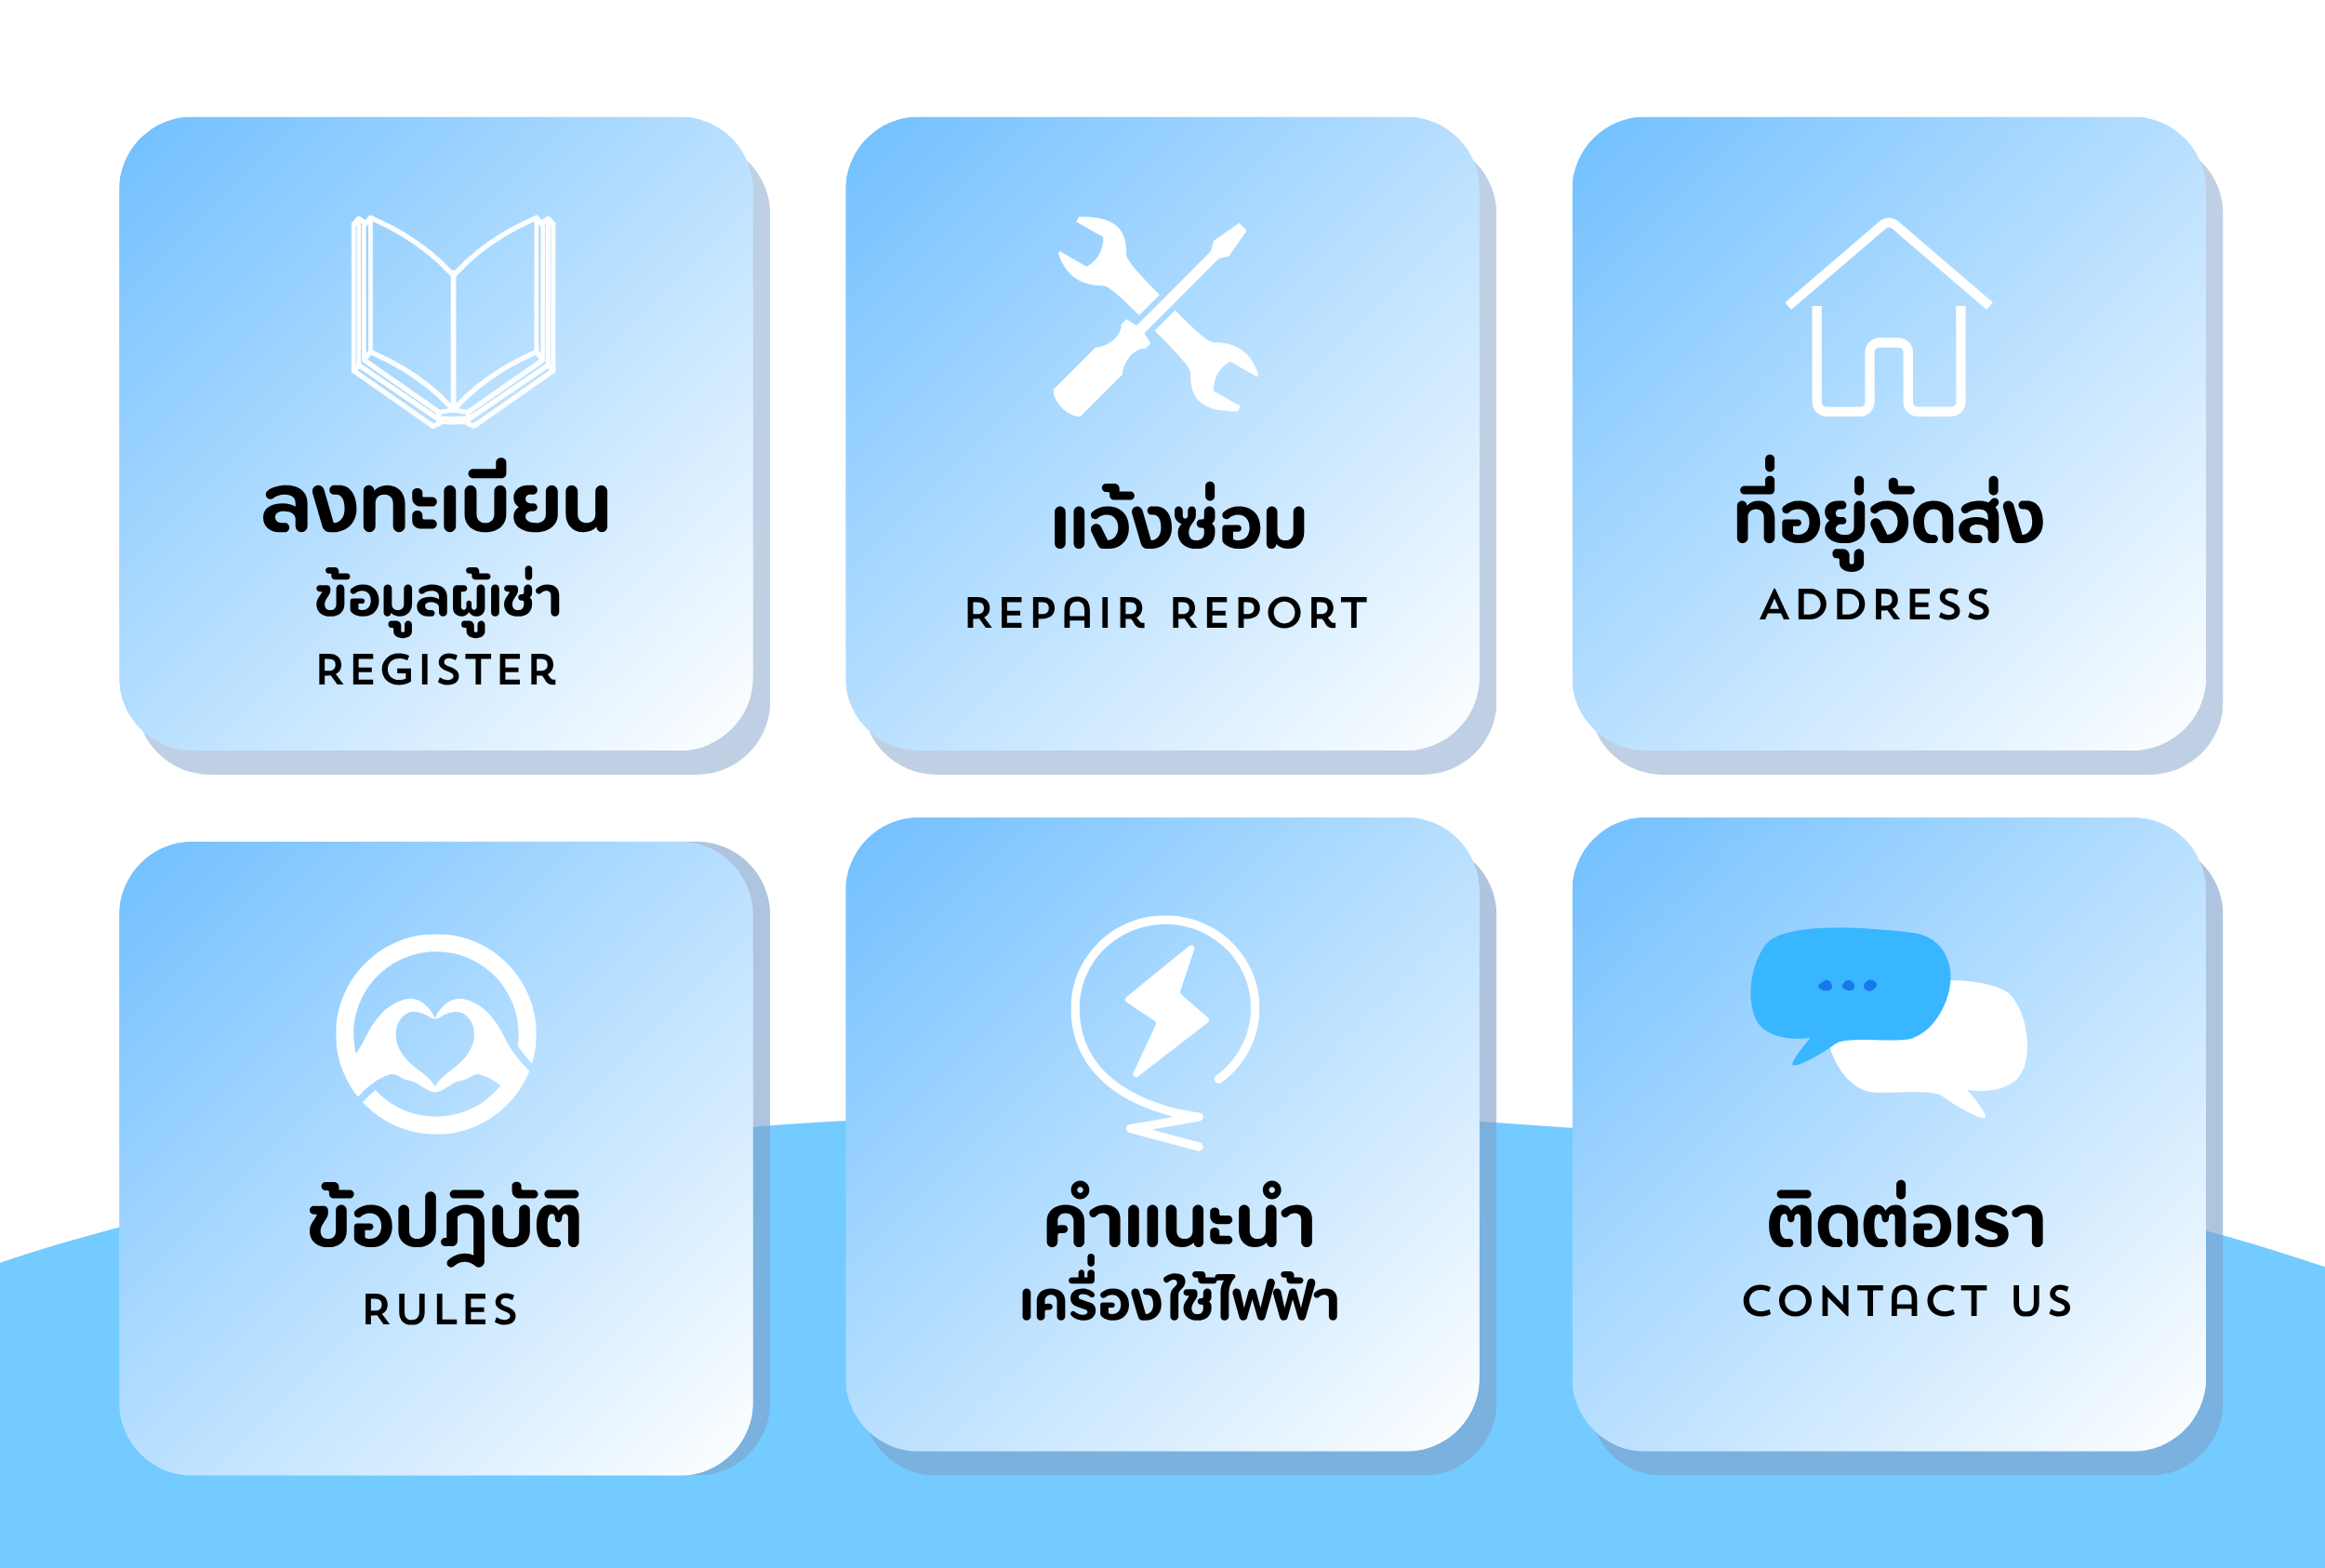 ลงทะเบี่ยน
ข้อมูลผู้เช่า
REGISTER
แจ้งซ่อม
REPAIR REPORT
ที่อยู่จัดส่ง
ADDRESS
ข้อปฏิบัติ
RULES
คำแนะนำ
เครื่องใช้ไฟฟ้า
ติดต่อเรา
CONTACT US